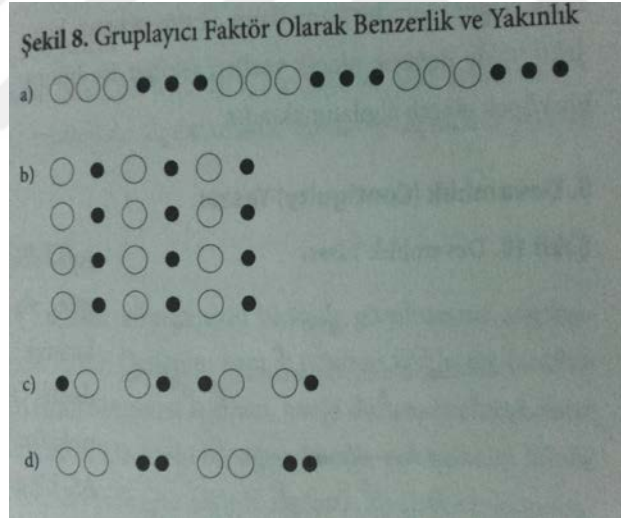 Şekil 8. Gruplayıcı Faktör Olarak Benzerlik ve Yakınlık
a)
b)
c)
d)